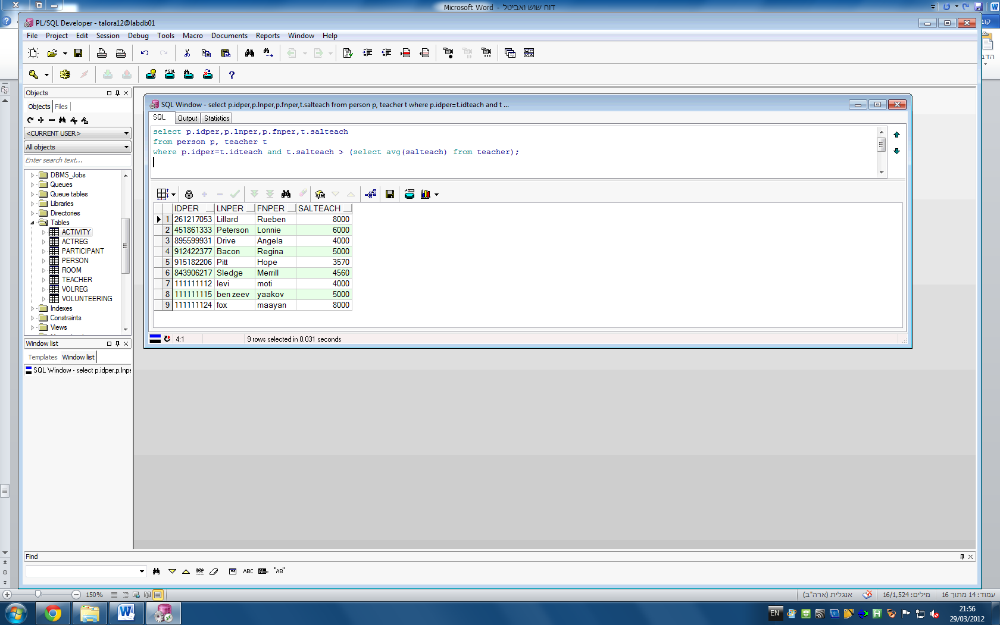 דוח שוש ואביטל - Microsoft Word
קוב
הדב
PL/SQL Developer - talora12@labdb01
File Project Edit Session Debug Tools Macro Documents Reports Window Help
Objects
Objects Files
<CURRENT USER>
All objects
Enter search text...
DBMS_Jobs
Queues
Queue tables
Libraries
Directories
Tables
ACTIVITY
ACTREG
PARTICIPANT
PERSON
ROOM
TEACHER
VOLREG
VOLUNTEERING
Indexes
Constraints
Views
Window list
Templates Window list
SQL Window - select p.idper,p.lnpe
SQL Window - select p.idper,p.lnper,p.fnper,t.salteach from person p, teacher t where p.idper=t.idteach and t ...
SQL Output Statistics
select p.idper,p.lnper,p.fnper,t.salteach
from person p, teacher t
where p.idper=t.idteach and t.salteach > (select avg(salteach) from teacher);
IDPER LNPER FNPER SALTEACH
1 261217053 Lillard Rueben 8000
2 451861333 Peterson Lonnie 6000
3 895599931 Drive Angela 4000
4 912422377 Bacon Regina 5000
5 915182206 Pitt Hope 3570
6 843906217 Sledge Merrill 4560
7 111111112 levi moti 4000
8 111111115 ben zeev yaakov 5000
9 111111124 fox maayan 8000
4:1 9 rows selected in 0.031 seconds
Find
ABC "AB"
150%
עמוד: 14 מתוך 16 מילים: 16/1,524 אנגלית (ארה"ב)
EN
21:56
29/03/2012